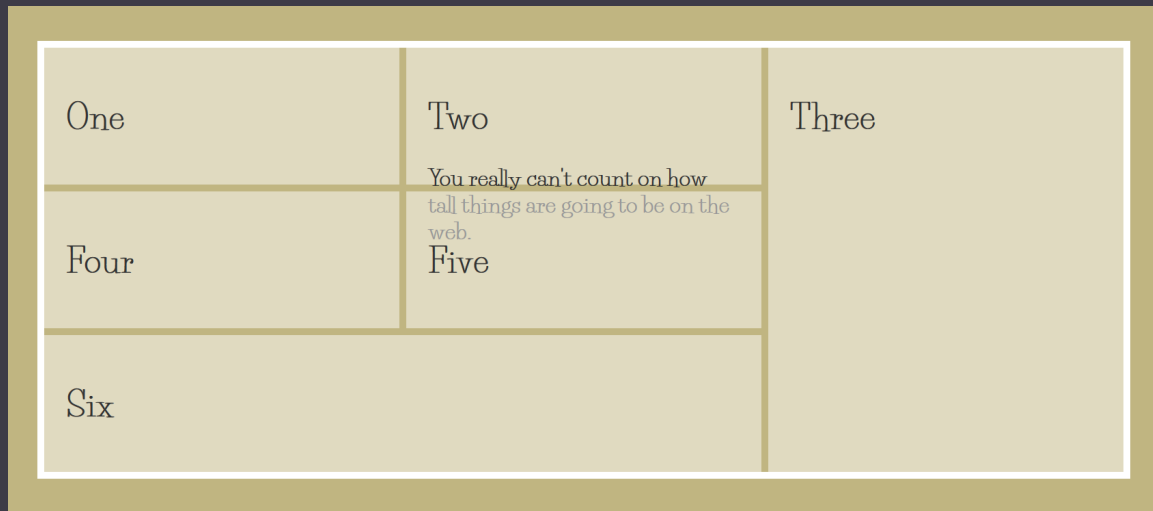 One
Two
Three
You really can't count on how
tall things are going to be on the
web.
Four
Five
Six